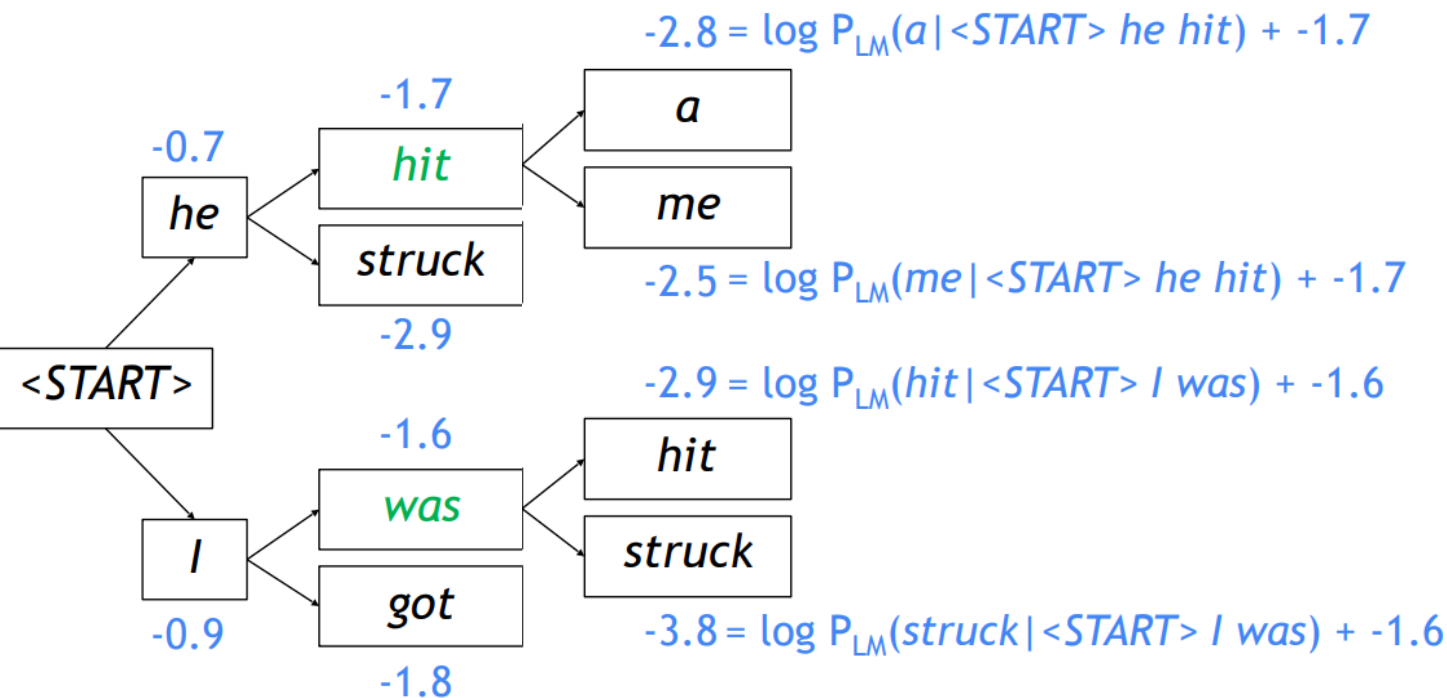 -2.8 = log P_LM(a|<START> he hit) + -1.7
-1.7
a
-0.7
hit
he
me
struck
-2.5 = log P_LM(me|<START> he hit) + -1.7
-2.9
<START>
-2.9 = log P_LM(hit|<START> I was) + -1.6
-1.6
hit
was
I
struck
got
-0.9
-3.8 = log P_LM(struck|<START> I was) + -1.6
-1.8